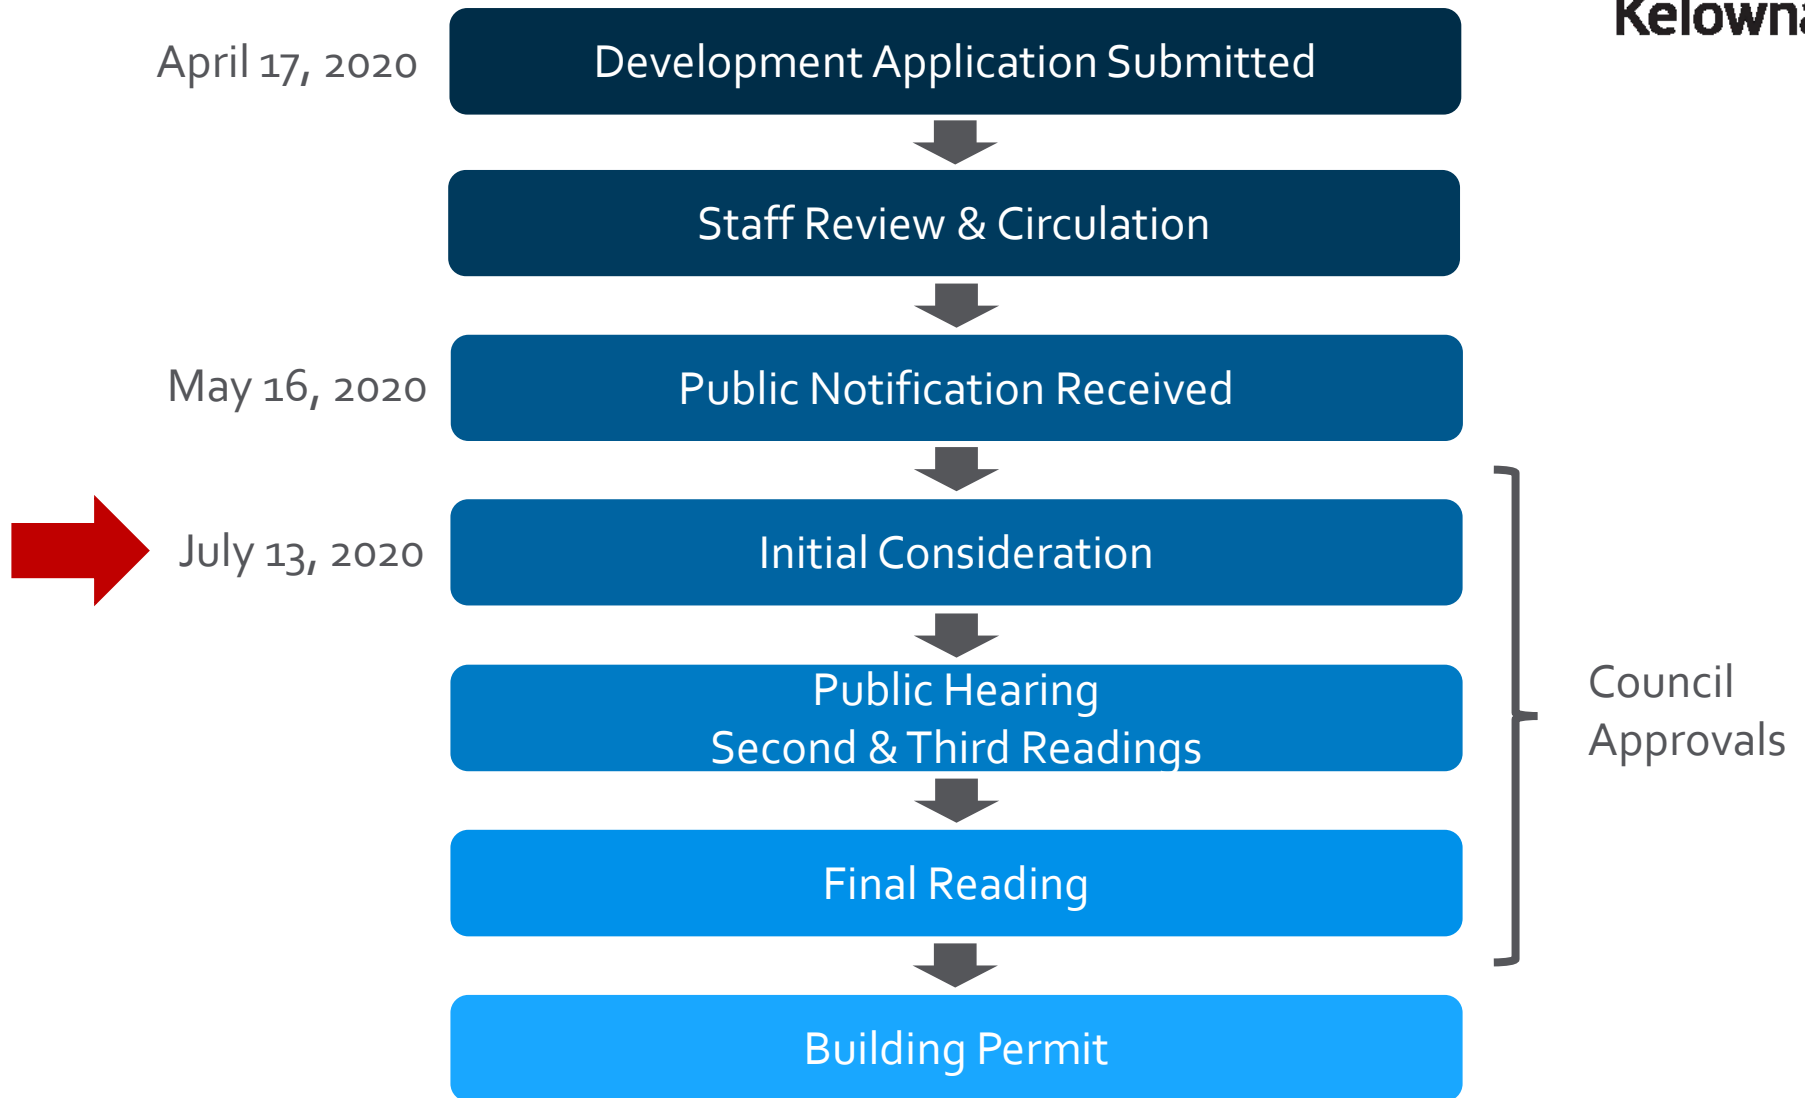 Kelowna
April 17, 2020
Development Application Submitted
Staff Review & Circulation
May 16, 2020
Public Notification Received
July 13, 2020
Initial Consideration
Public Hearing
Second & Third Readings
Council
Approvals
Final Reading
Building Permit